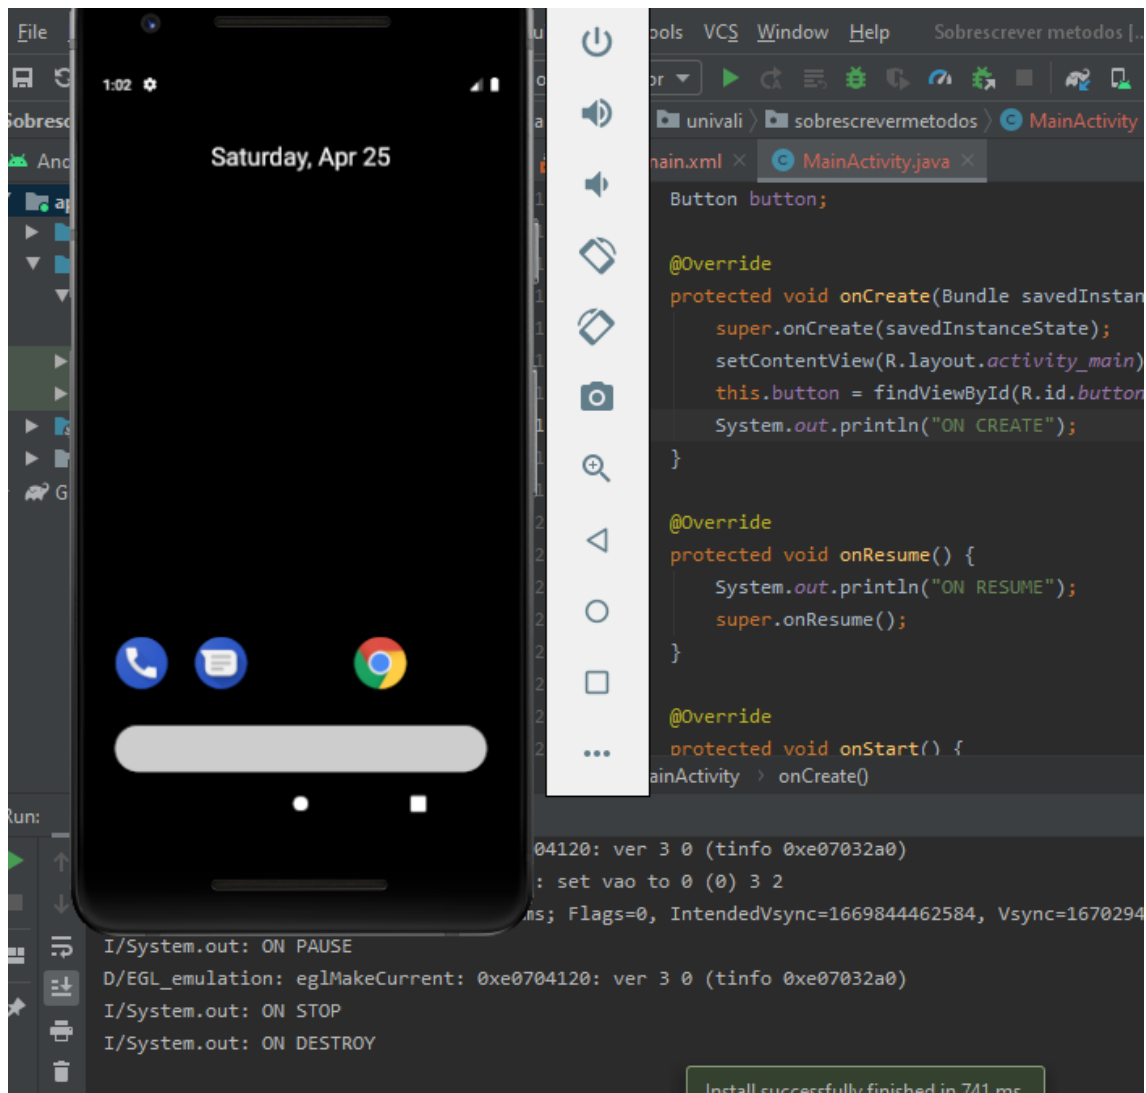 File
ools VCS Window Help Sobrescrever metodos [...
1:02
Sobresc
univali sobrescrevermetodos MainActivity
And
main.xml MainActivity.java
Saturday, Apr 25
ap
G
Button button;
@Override
protected void onCreate(Bundle savedInstan
super.onCreate(savedInstanceState);
setContentView(R.layout.activity_main)
this.button = findViewById(R.id.button
System.out.println("ON CREATE");
}
@Override
protected void onResume() {
System.out.println("ON RESUME");
super.onResume();
}
@Override
protected void onStart() {
ainActivity > onCreate()
Run:
04120: ver 3 0 (tinfo 0xe07032a0)
: set vao to 0 (0) 3 2
ms; Flags=0, IntendedVsync=1669844462584, Vsync=1670294
I/System.out: ON PAUSE
D/EGL_emulation: eglMakeCurrent: 0xe0704120: ver 3 0 (tinfo 0xe07032a0)
I/System.out: ON STOP
I/System.out: ON DESTROY
Install successfully finished in 741 ms.